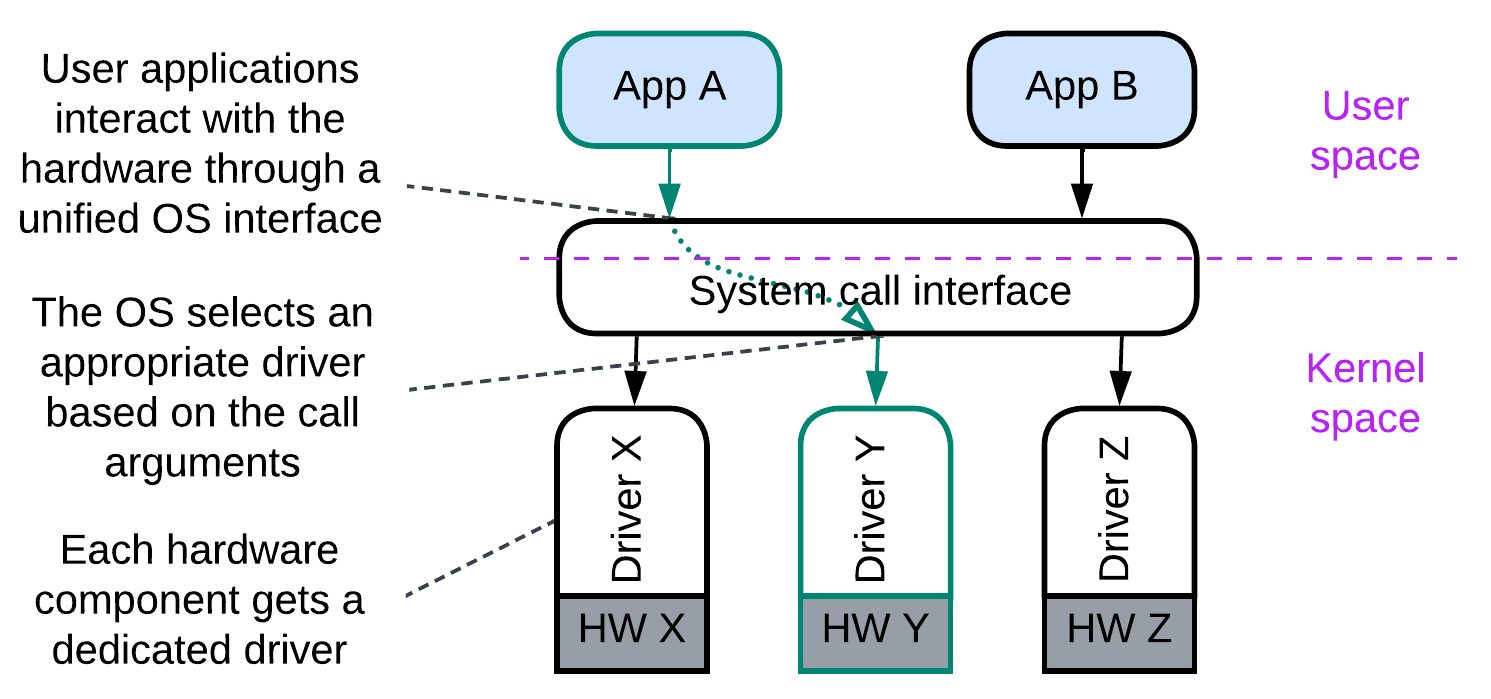 User applications
interact with the
hardware through a
unified OS interface
App A
App B
User
space
System call interface
The OS selects an
appropriate driver
based on the call
arguments
Kernel
space
Each hardware
component gets a
dedicated driver
Driver X
Driver Y
Driver Z
HW X
HW Y
HW Z